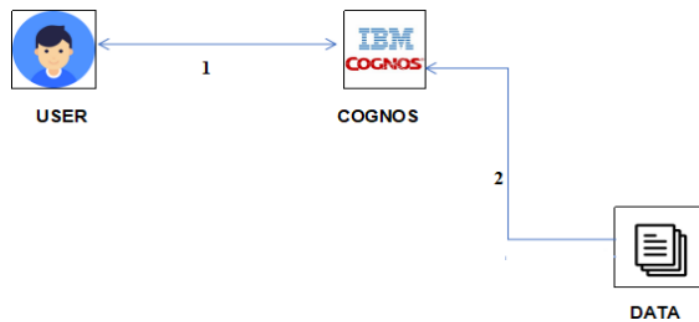 IBM
COGNOS
1
USER
COGNOS
2
DATA